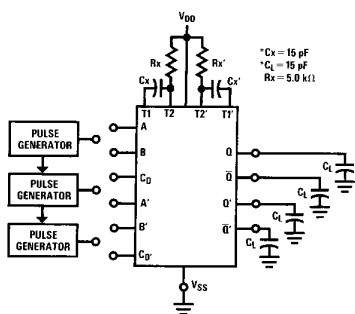 VDD
Rx
Rx'
Cx
Cx'
*Cx = 15 pF
*CL = 15 pF
Rx = 5.0 kΩ
T1
T2
T2'
T1'
PULSE
GENERATOR
A
B
Q
CL
PULSE
GENERATOR
CD
Q̅
CL
A'
Q'
CL
PULSE
GENERATOR
B'
Q̅'
CL
CD'
VSS